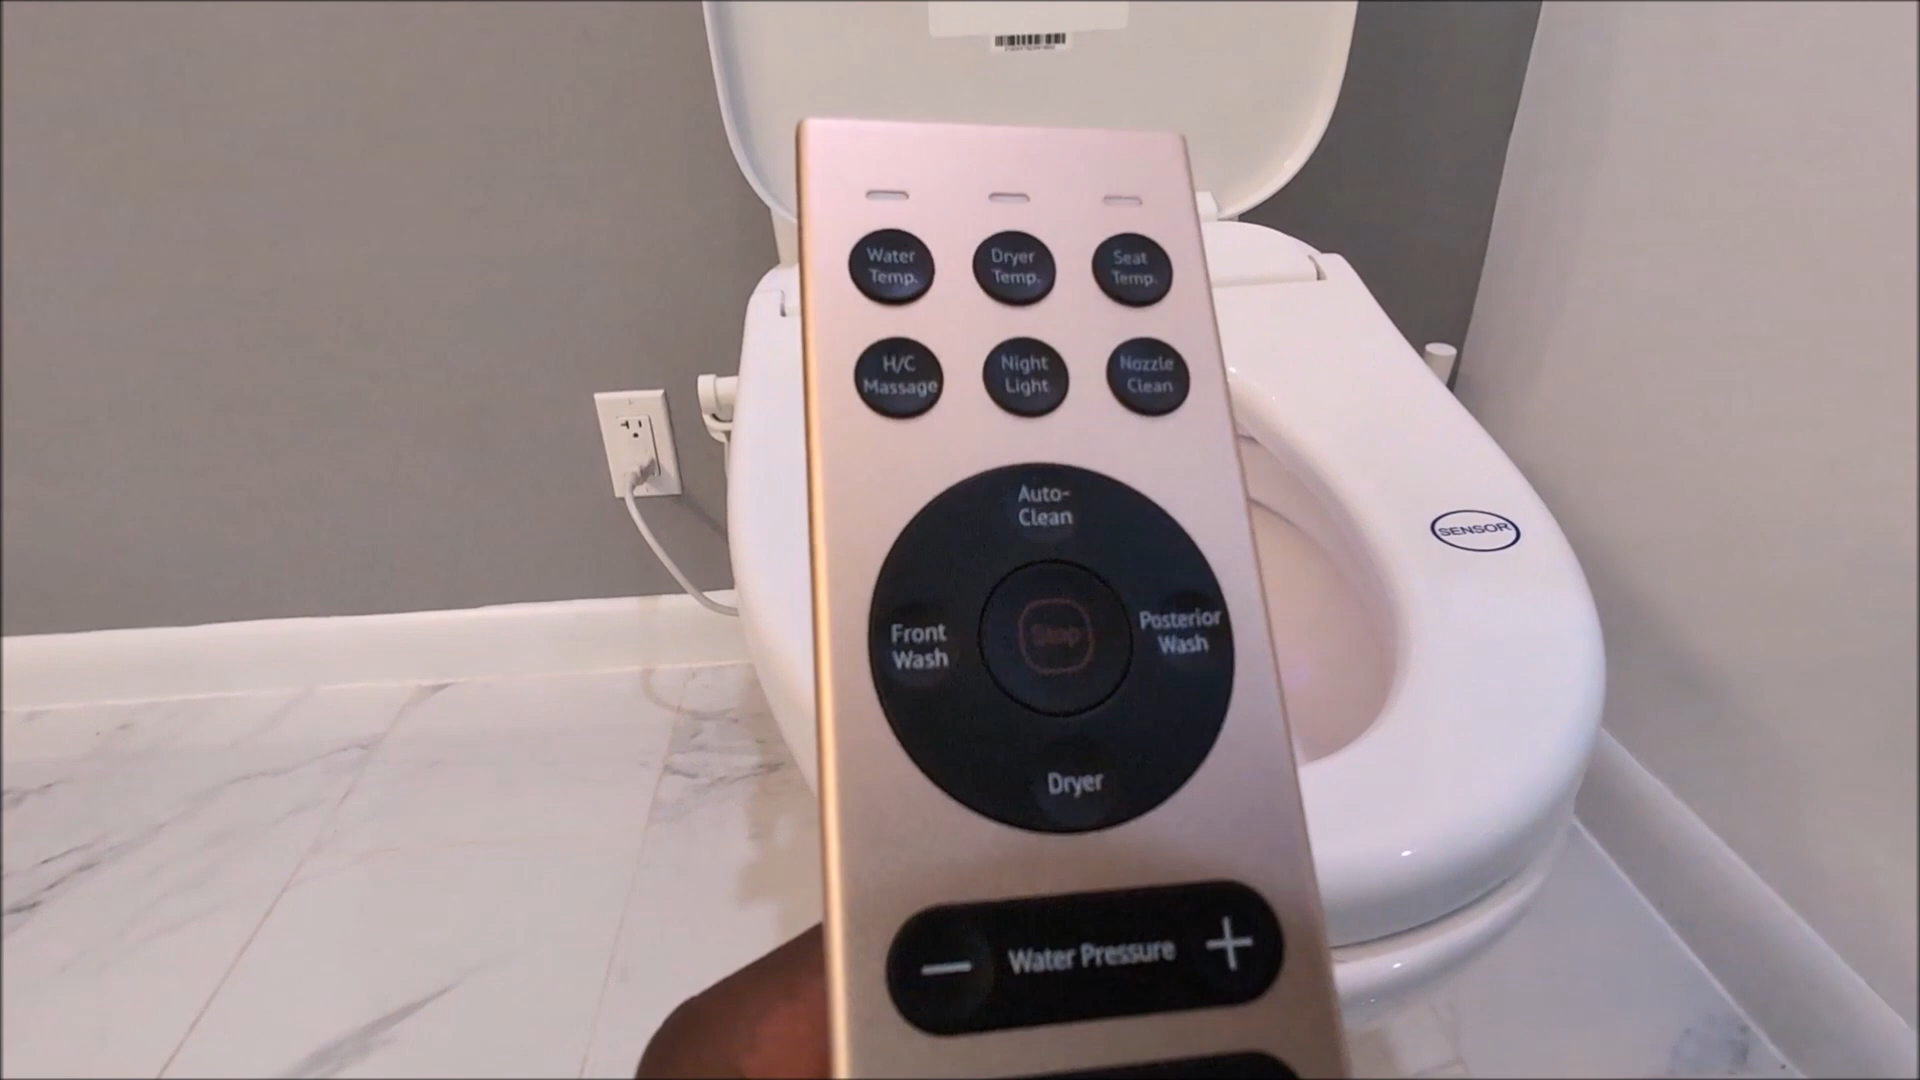 Water
Temp.
Dryer
Temp.
Seat
Temp.
H/C
Massage
Night
Light
Nozzle
Clean
Auto-
Clean
Front
Wash
Stop
Posterior
Wash
Dryer
− Water Pressure +
SENSOR